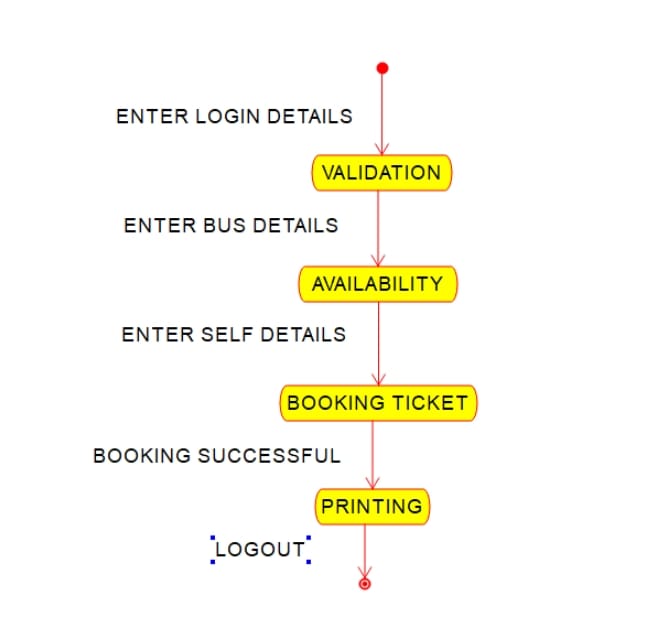 ENTER LOGIN DETAILS
VALIDATION
ENTER BUS DETAILS
AVAILABILITY
ENTER SELF DETAILS
BOOKING TICKET
BOOKING SUCCESSFUL
PRINTING
LOGOUT